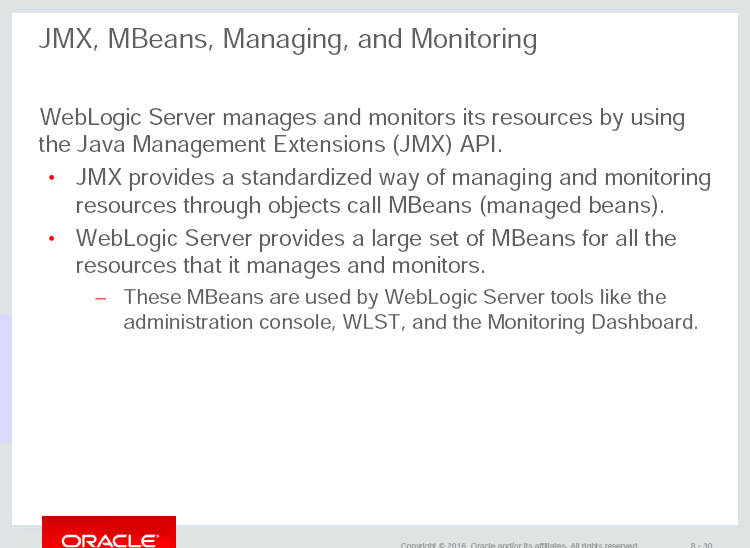 JMX, MBeans, Managing, and Monitoring
WebLogic Server manages and monitors its resources by using
the Java Management Extensions (JMX) API.
• JMX provides a standardized way of managing and monitoring
resources through objects call MBeans (managed beans).
• WebLogic Server provides a large set of MBeans for all the
resources that it manages and monitors.
– These MBeans are used by WebLogic Server tools like the
administration console, WLST, and the Monitoring Dashboard.
ORACLE®
Copyright © 2016, Oracle and/or its affiliates. All rights reserved.
8 - 30